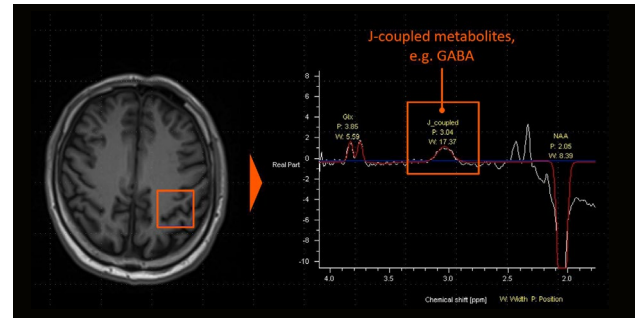 J-coupled metabolites,
e.g. GABA
8
6
4
2
0
-2
-4
-6
-8
-10
Real Part
Glx
P: 3.85
W: 5.59
J_coupled
P: 3.04
W: 17.37
NAA
P: 2.05
W: 8.39
4.0 3.5 3.0 2.5 2.0
Chemical shift [ppm] W: Width P: Position